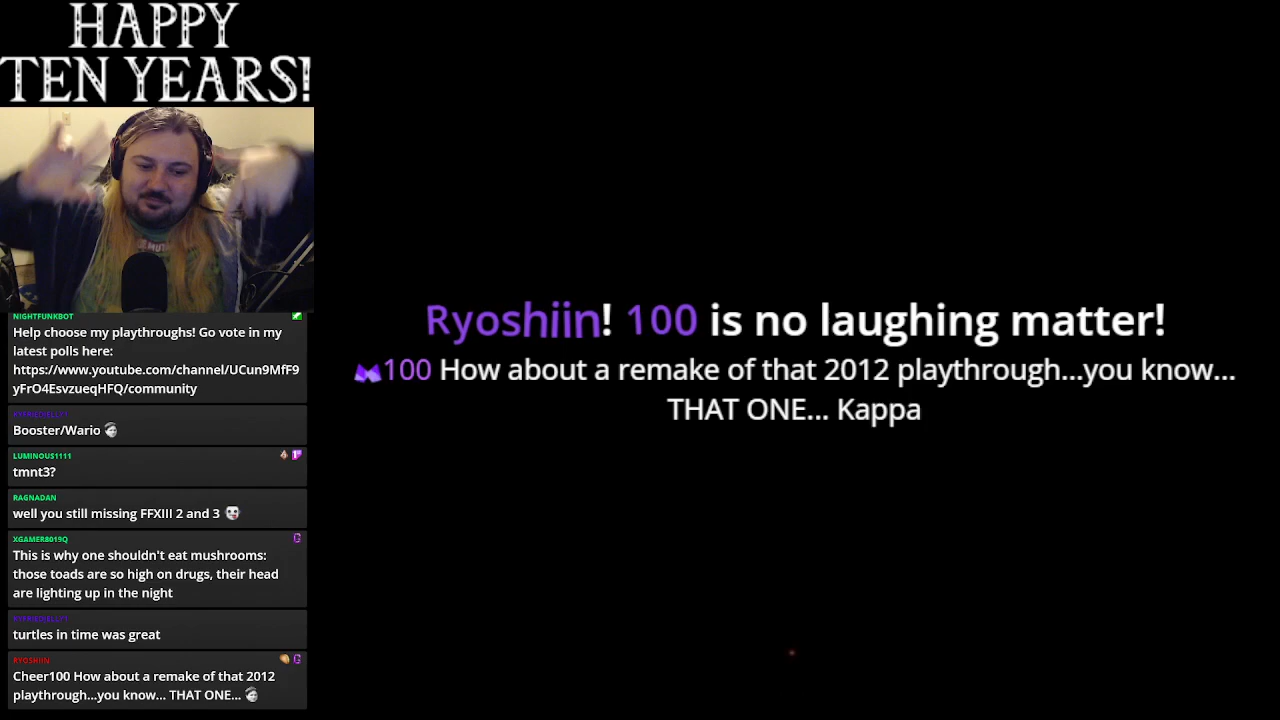 HAPPY
TEN YEARS!
Ryoshiin! 100 is no laughing matter!
100 How about a remake of that 2012 playthrough...you know...
THAT ONE... Kappa
NIGHTFUNKBOT
Help choose my playthroughs! Go vote in my
latest polls here:
https://www.youtube.com/channel/UCun9MfF9
yFrO4EsvzueqHFQ/community
Booster/Wario
LUMINOUS1111
tmnt3?
RAGNADAN
well you still missing FFXIII 2 and 3
XGAMER8019Q
This is why one shouldn't eat mushrooms:
those toads are so high on drugs, their head
are lighting up in the night
turtles in time was great
RYOSHIIN
Cheer100 How about a remake of that 2012
playthrough...you know... THAT ONE...